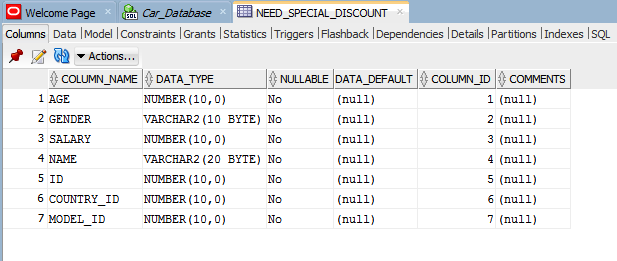 Welcome Page Car_Database NEED_SPECIAL_DISCOUNT
Columns Data Model Constraints Grants Statistics Triggers Flashback Dependencies Details Partitions Indexes SQL
Actions...
COLUMN_NAME DATA_TYPE NULLABLE DATA_DEFAULT COLUMN_ID COMMENTS
1 AGE NUMBER(10,0) No (null) 1 (null)
2 GENDER VARCHAR2(10 BYTE) No (null) 2 (null)
3 SALARY NUMBER(10,0) No (null) 3 (null)
4 NAME VARCHAR2(20 BYTE) No (null) 4 (null)
5 ID NUMBER(10,0) No (null) 5 (null)
6 COUNTRY_ID NUMBER(10,0) No (null) 6 (null)
7 MODEL_ID NUMBER(10,0) No (null) 7 (null)